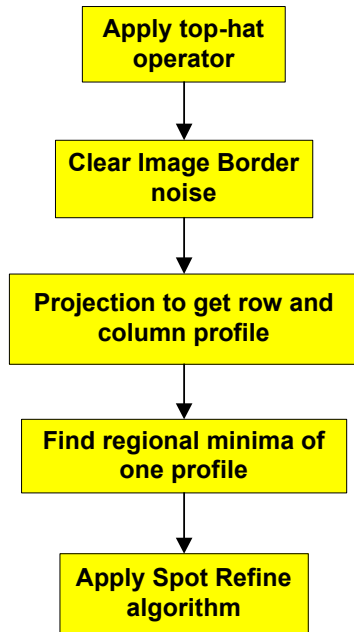 Apply top-hat
operator
Clear Image Border
noise
Projection to get row and
column profile
Find regional minima of
one profile
Apply Spot Refine
algorithm